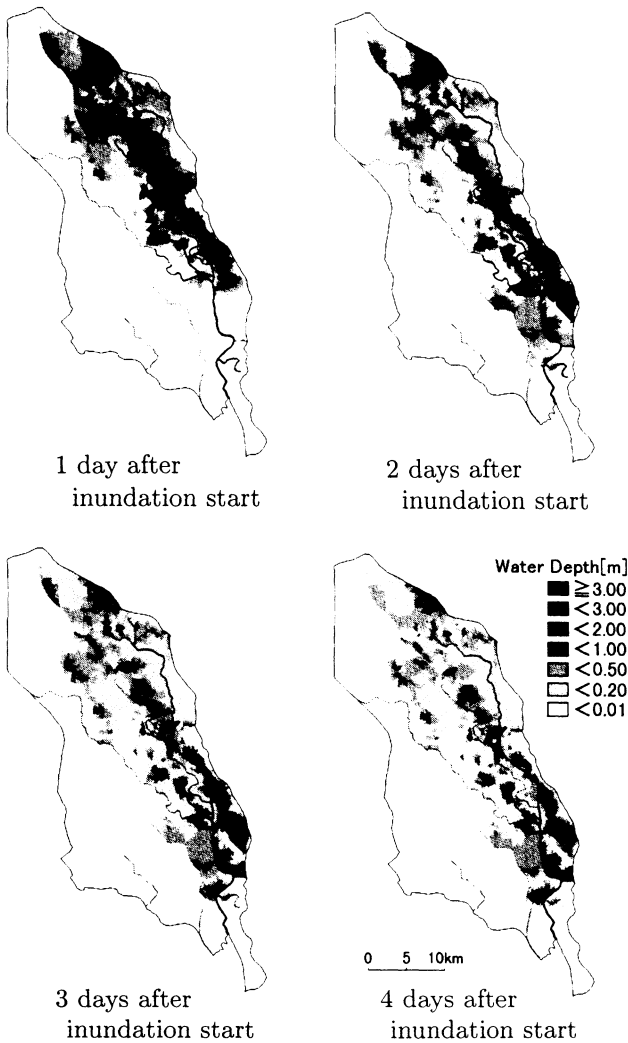 1 day after
inundation start
2 days after
inundation start
Water Depth[m]
≧3.00
<3.00
<2.00
<1.00
<0.50
<0.20
<0.01
0 5 10km
3 days after
inundation start
4 days after
inundation start